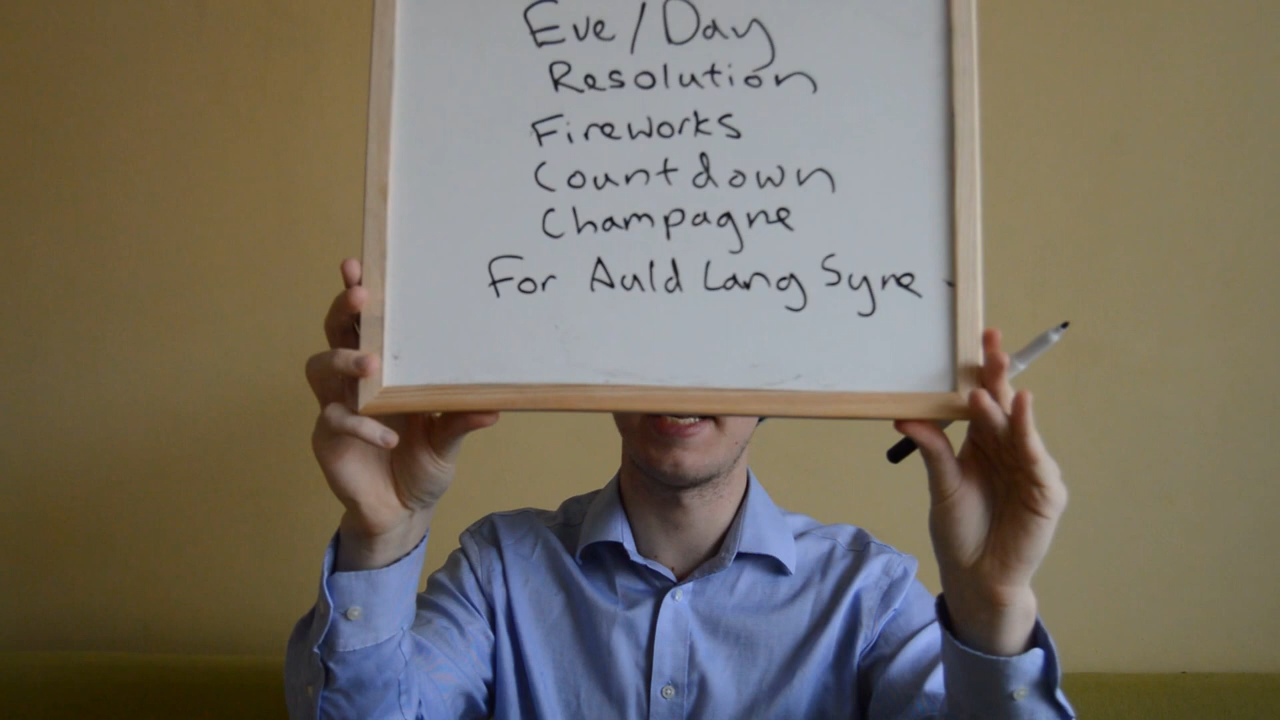 Eve/Day
Resolution
Fireworks
Countdown
Champagne
For Auld Lang Syne